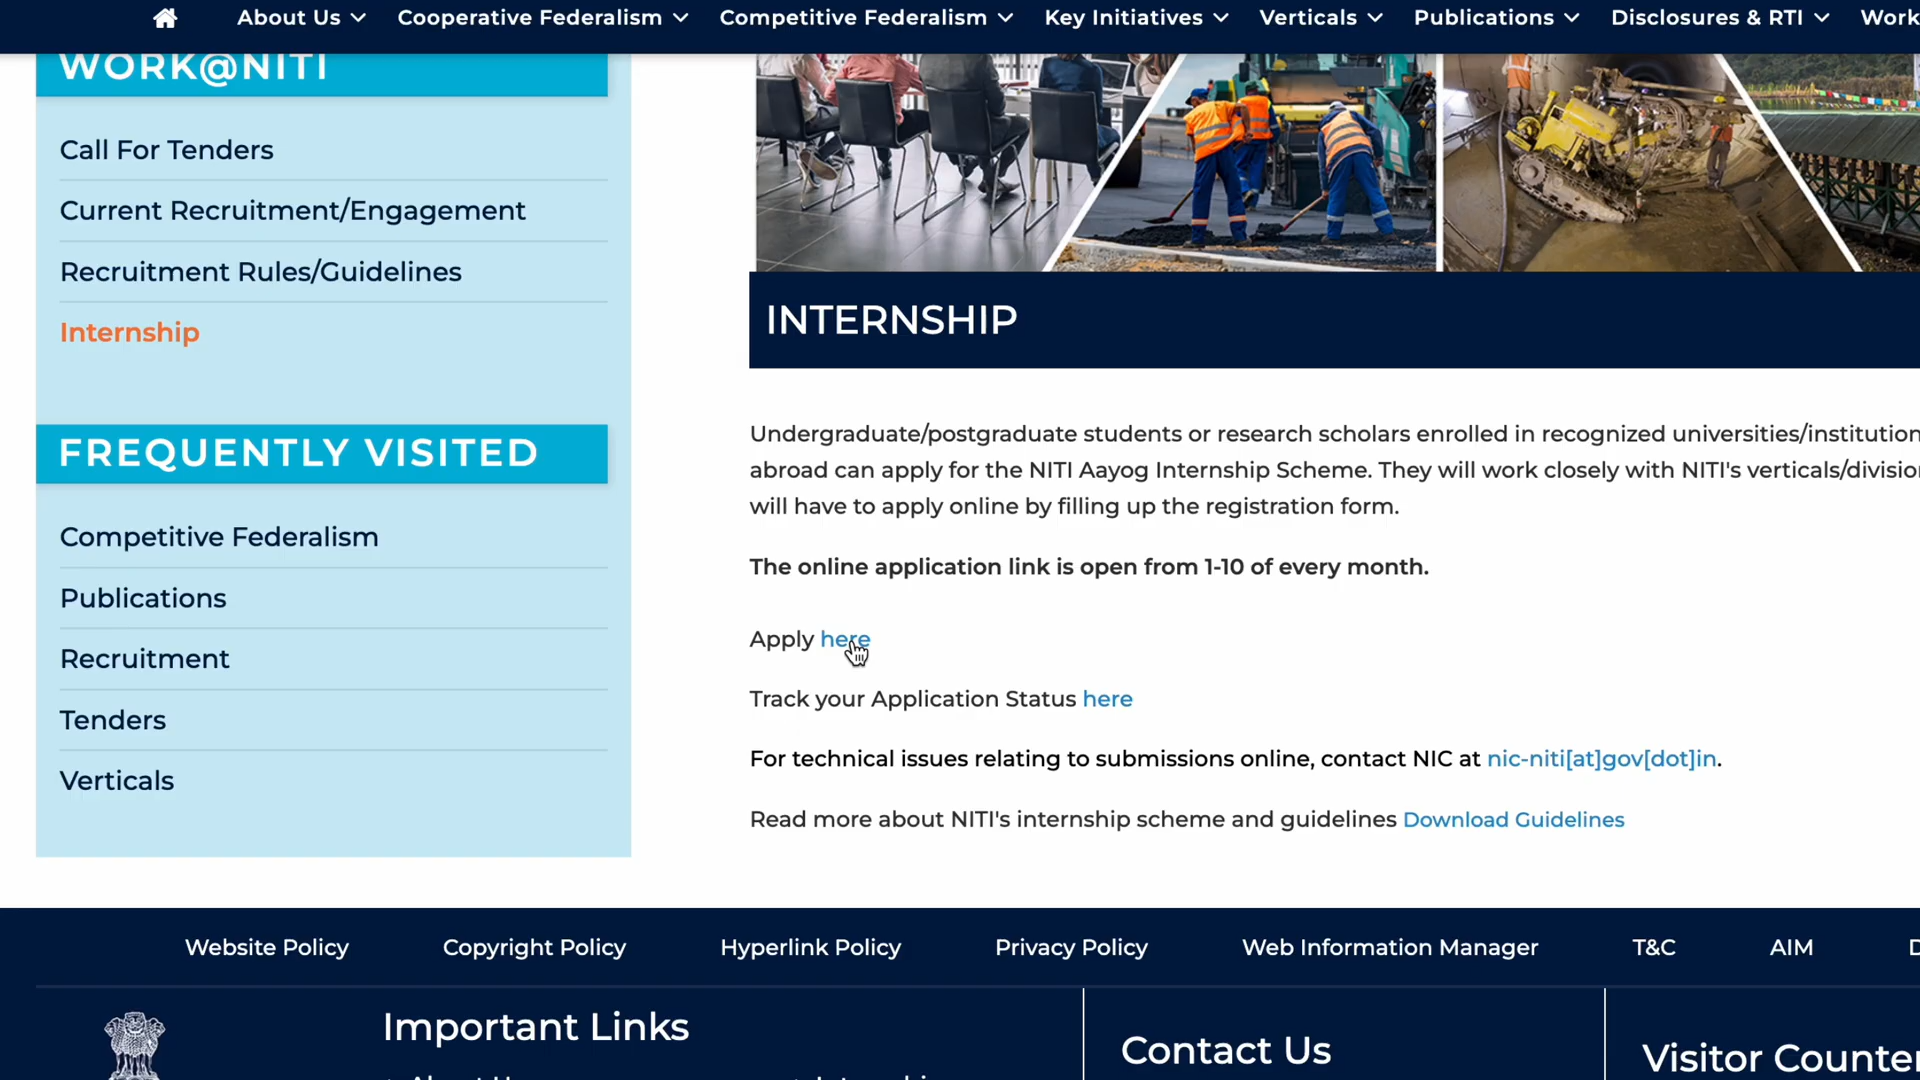 About Us
Cooperative Federalism
Competitive Federalism
Key Initiatives
Verticals
Publications
Disclosures & RTI
Work
WORK@NITI
Call For Tenders
Current Recruitment/Engagement
Recruitment Rules/Guidelines
Internship
FREQUENTLY VISITED
Competitive Federalism
Publications
Recruitment
Tenders
Verticals
INTERNSHIP
Undergraduate/postgraduate students or research scholars enrolled in recognized universities/institution
abroad can apply for the NITI Aayog Internship Scheme. They will work closely with NITI's verticals/division
will have to apply online by filling up the registration form.
The online application link is open from 1-10 of every month.
Apply here
Track your Application Status here
For technical issues relating to submissions online, contact NIC at nic-niti[at]gov[dot]in.
Read more about NITI's internship scheme and guidelines Download Guidelines
Website Policy
Copyright Policy
Hyperlink Policy
Privacy Policy
Web Information Manager
T&C
AIM
Important Links
Contact Us
Visitor Counter